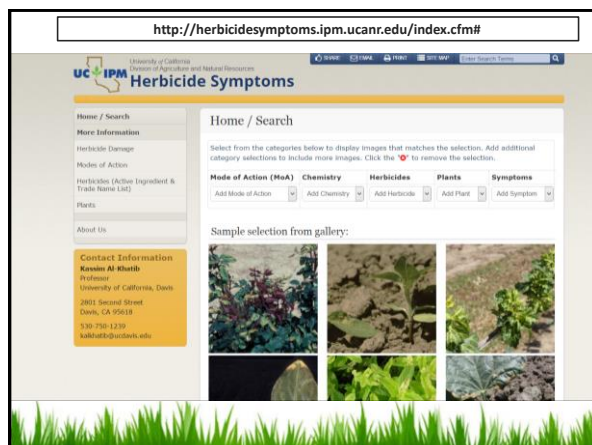 http://herbicidesymptoms.ipm.ucanr.edu/index.cfm#
University of California
Division of Agriculture and Natural Resources
UC IPM
Herbicide Symptoms
SHARE EMAIL PRINT SITE MAP Enter Search Terms
Home / Search
More Information
Herbicide Damage
Modes of Action
Herbicides (Active Ingredient &
Trade Name List)
Plants
About Us
Contact Information
Kassim Al-Khatib
Professor
University of California, Davis
2801 Second Street
Davis, CA 95618
530-750-1239
kalkhatib@ucdavis.edu
Home / Search
Select from the categories below to display images that matches the selection. Add additional
category selections to include more images. Click the "✖" to remove the selection.
Mode of Action (MoA) Chemistry Herbicides Plants Symptoms
Add Mode of Action Add Chemistry Add Herbicide Add Plant Add Symptom
Sample selection from gallery: